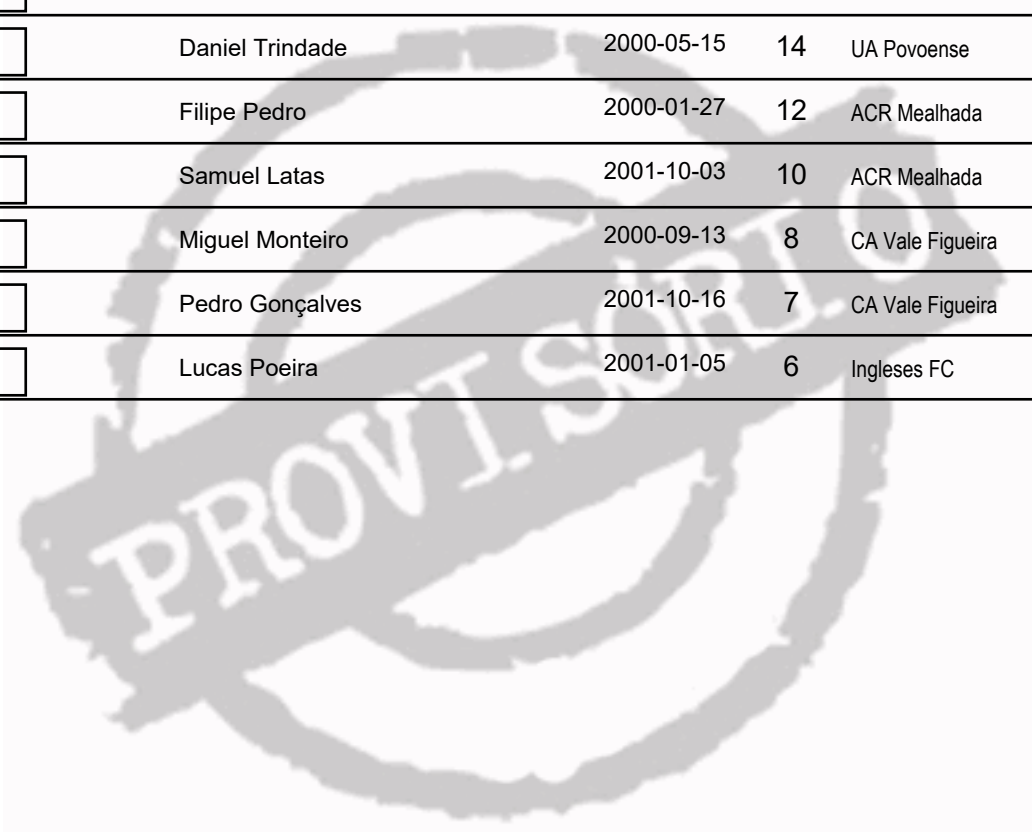 Daniel Trindade 2000-05-15 14 UA Povoense
Filipe Pedro 2000-01-27 12 ACR Mealhada
Samuel Latas 2001-10-03 10 ACR Mealhada
Miguel Monteiro 2000-09-13 8 CA Vale Figueira
Pedro Gonçalves 2001-10-16 7 CA Vale Figueira
Lucas Poeira 2001-01-05 6 Ingleses FC
PROVISÓRIO